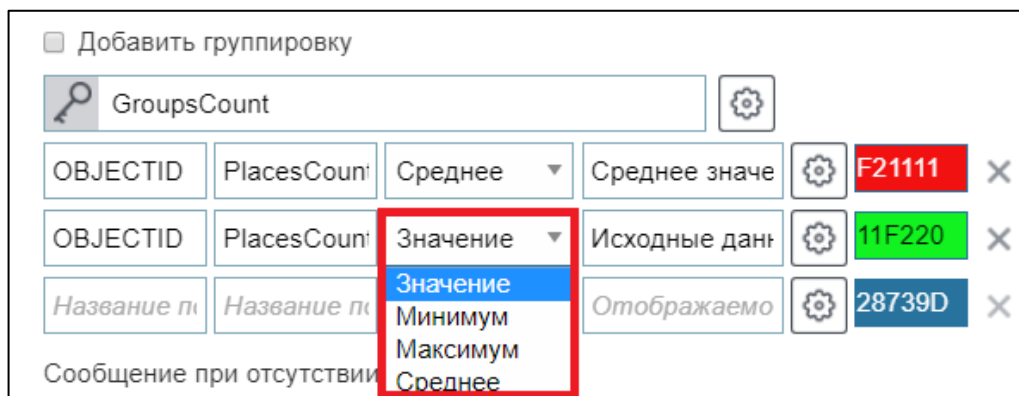 Добавить группировку
GroupsCount
OBJECTID PlacesCount Среднее Среднее значе F21111
OBJECTID PlacesCount Значение Исходные данн 11F220
Название по Название по Отображаемо 28739D
Значение
Минимум
Максимум
Среднее
Сообщение при отсутствии